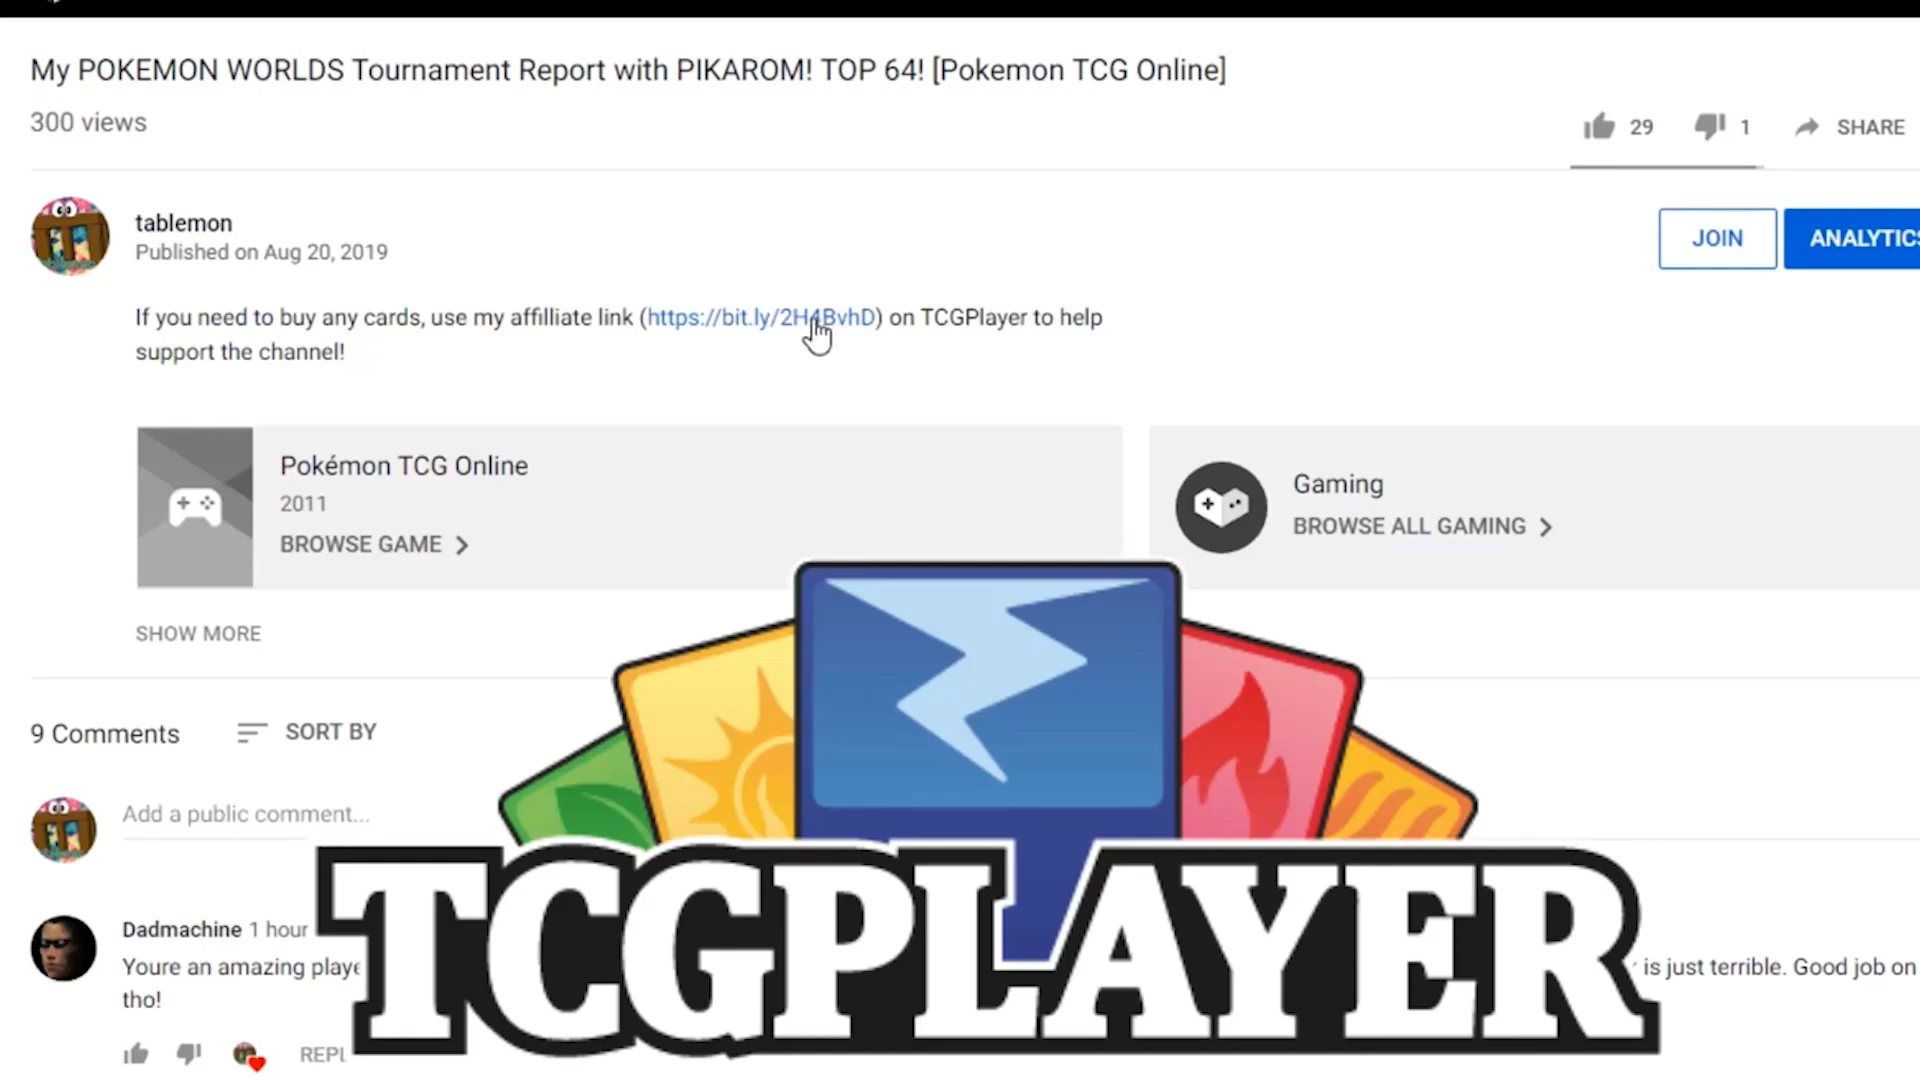 My POKEMON WORLDS Tournament Report with PIKAROM! TOP 64! [Pokemon TCG Online]
300 views
29 1 SHARE
tablemon
Published on Aug 20, 2019
JOIN ANALYTICS
If you need to buy any cards, use my affilliate link (https://bit.ly/2H4BvhD) on TCGPlayer to help
support the channel!
Pokémon TCG Online
2011
BROWSE GAME
Gaming
BROWSE ALL GAMING
SHOW MORE
9 Comments SORT BY
Add a public comment...
TCGPLAYER
Dadmachine 1 hour
Youre an amazing is just terrible. Good job on
tho!